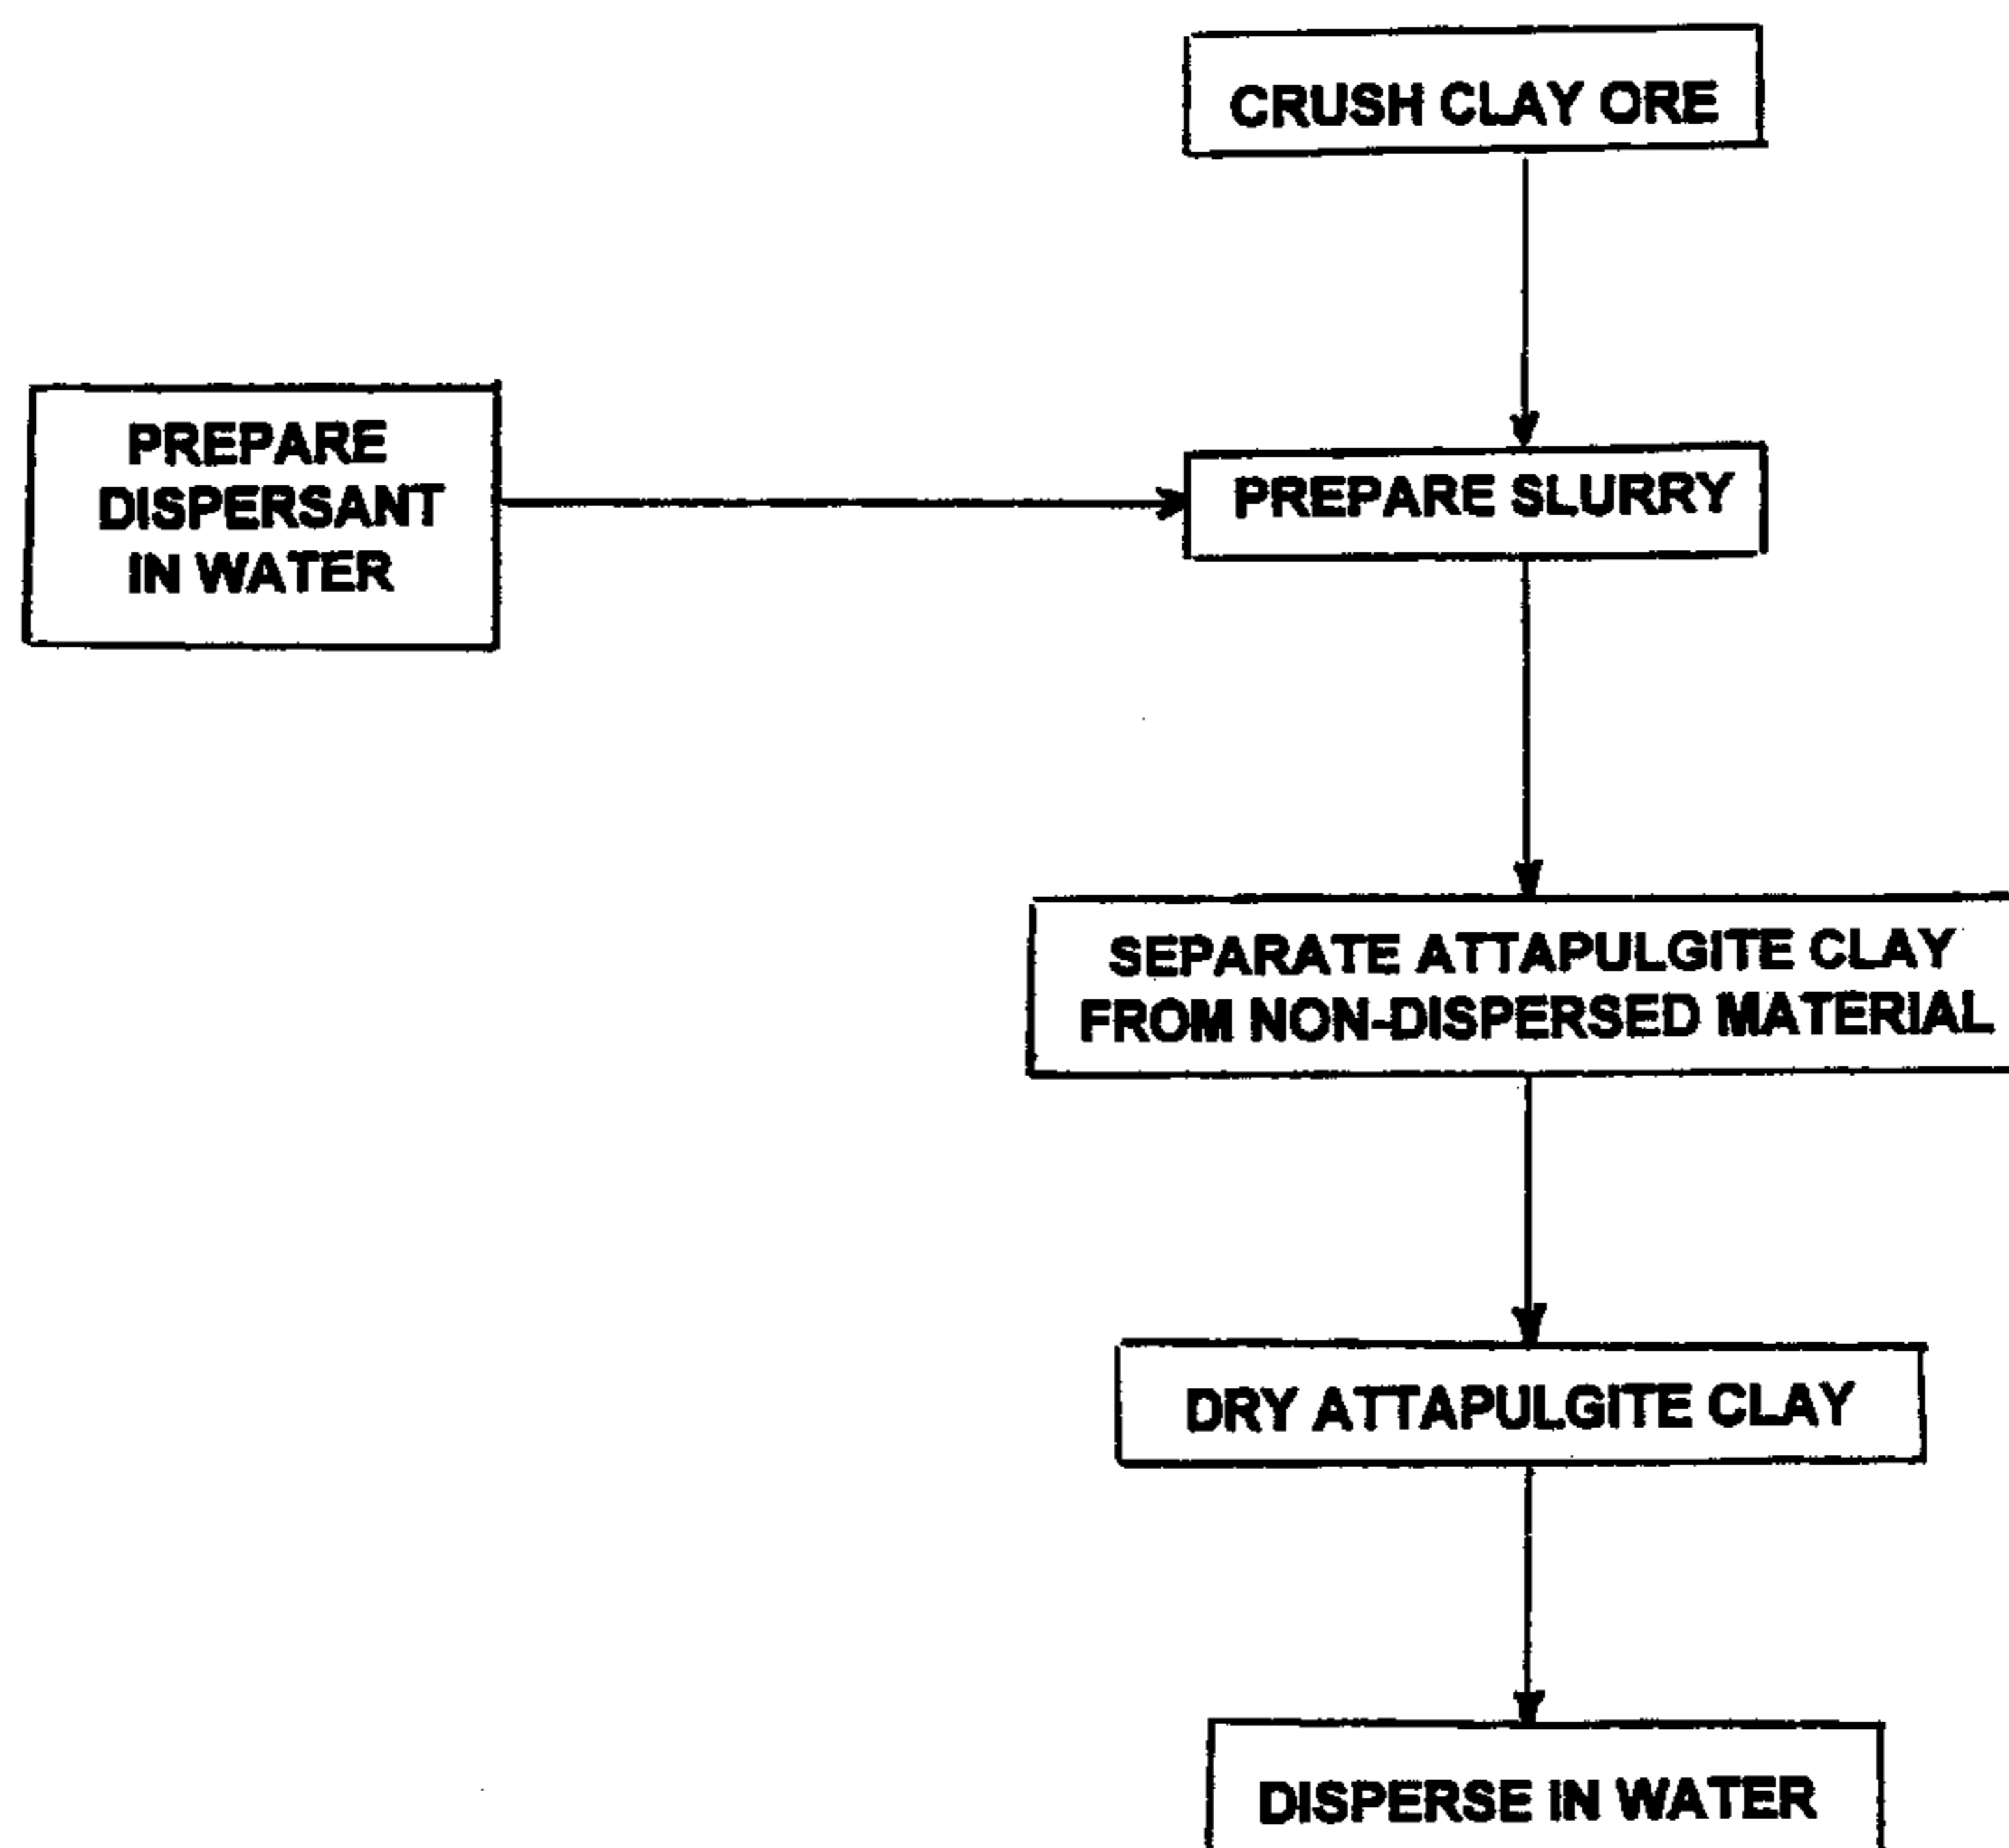 CRUSH CLAY ORE
PREPARE
DISPERSANT
IN WATER
PREPARE SLURRY
SEPARATE ATTAPULGITE CLAY
FROM NON-DISPERSED MATERIAL
DRY ATTAPULGITE CLAY
DISPERSE IN WATER